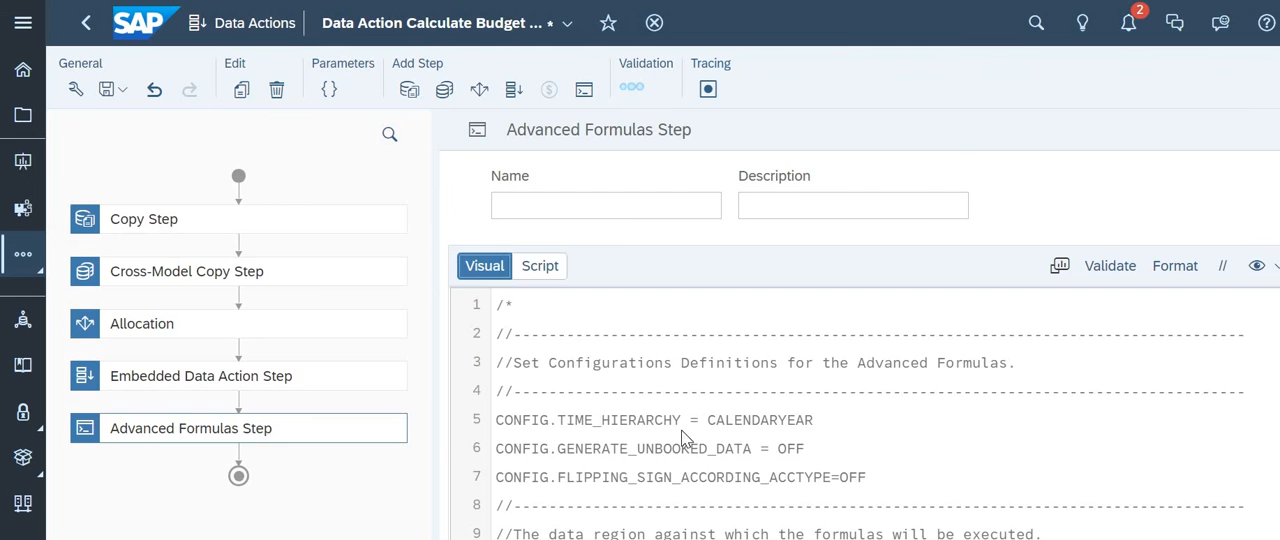 SAP Data Actions Data Action Calculate Budget ... * 2
General Edit Parameters Add Step Validation Tracing
Advanced Formulas Step
Name Description
Copy Step
Cross-Model Copy Step
Allocation
Embedded Data Action Step
Advanced Formulas Step
Visual Script Validate Format //
1 /*
2 //-----------------------------------------------------------------------------------
3 //Set Configurations Definitions for the Advanced Formulas.
4 //-----------------------------------------------------------------------------------
5 CONFIG.TIME_HIERARCHY = CALENDARYEAR
6 CONFIG.GENERATE_UNBOOKED_DATA = OFF
7 CONFIG.FLIPPING_SIGN_ACCORDING_ACCTYPE=OFF
8 //-----------------------------------------------------------------------------------
9 //The data region against which the formulas will be executed.